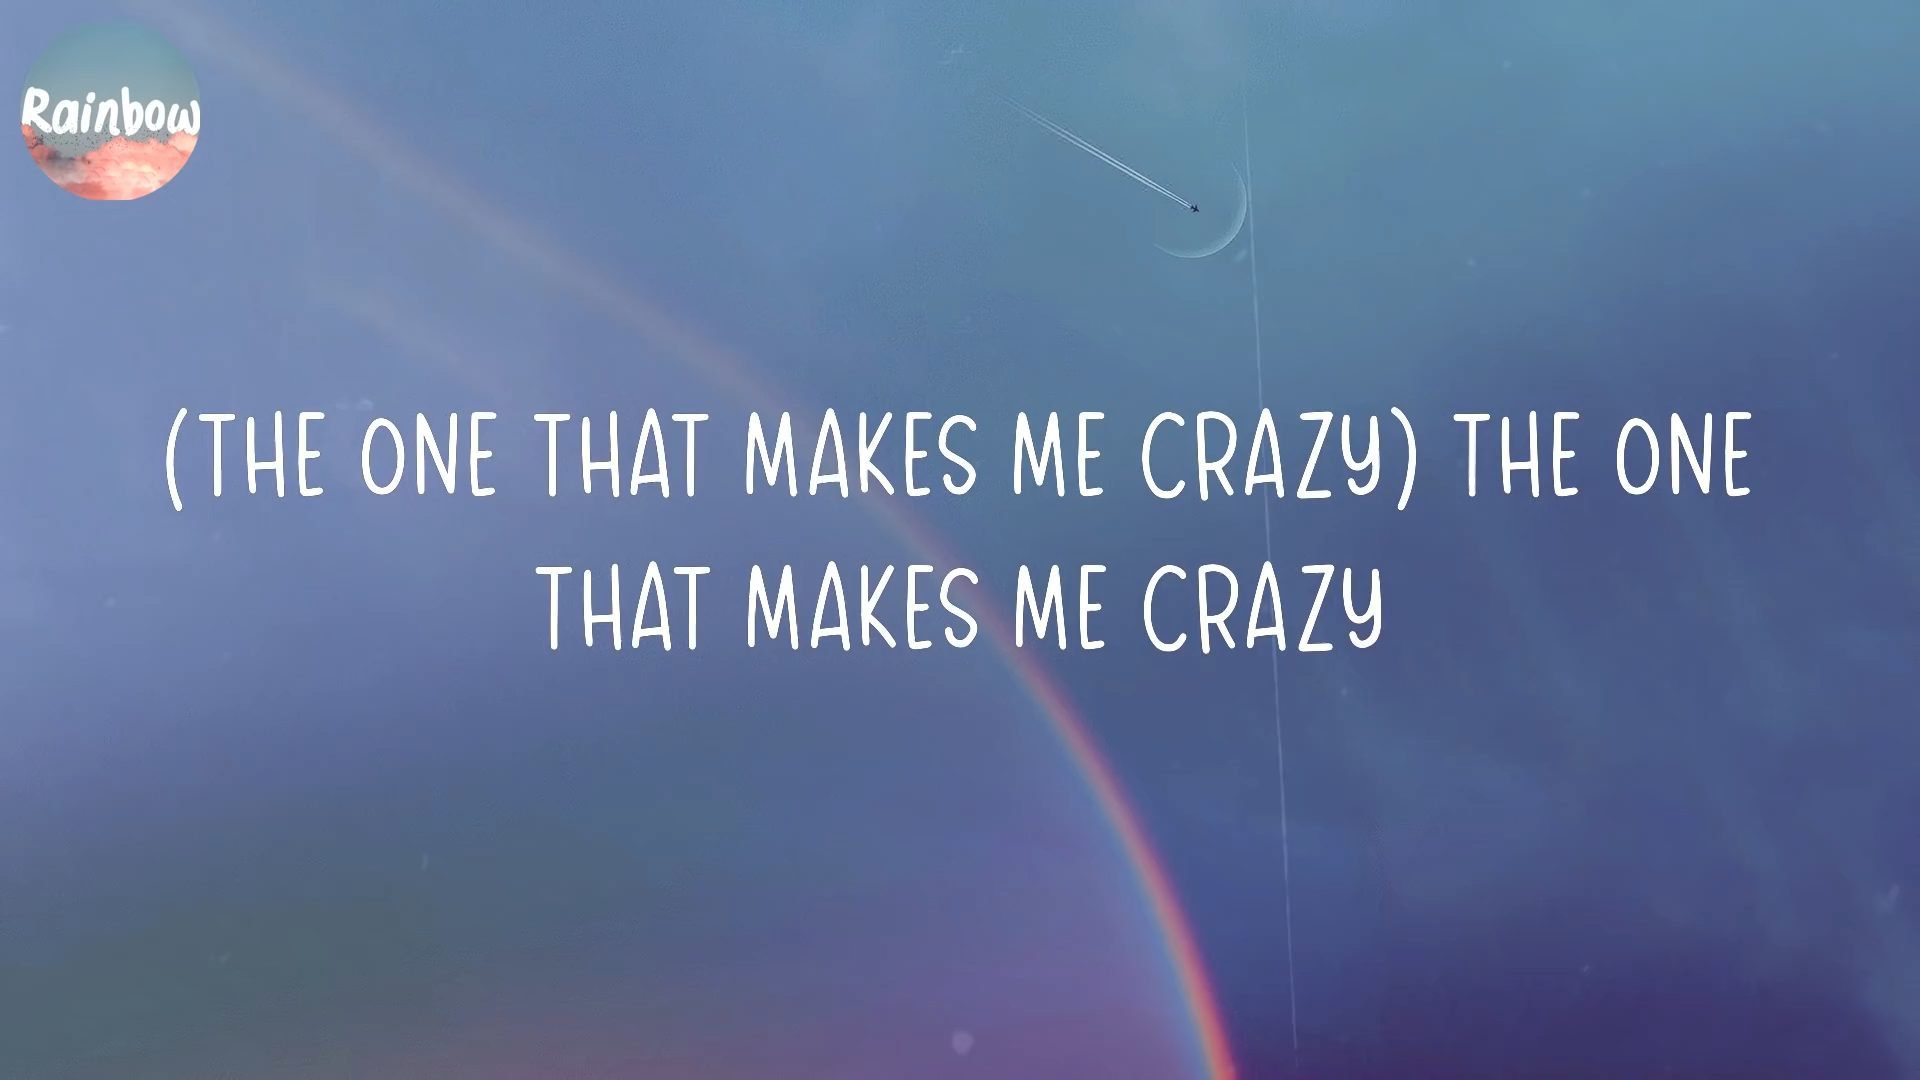 Rainbow
(THE ONE THAT MAKES ME CRAZY) THE ONE
THAT MAKES ME CRAZY